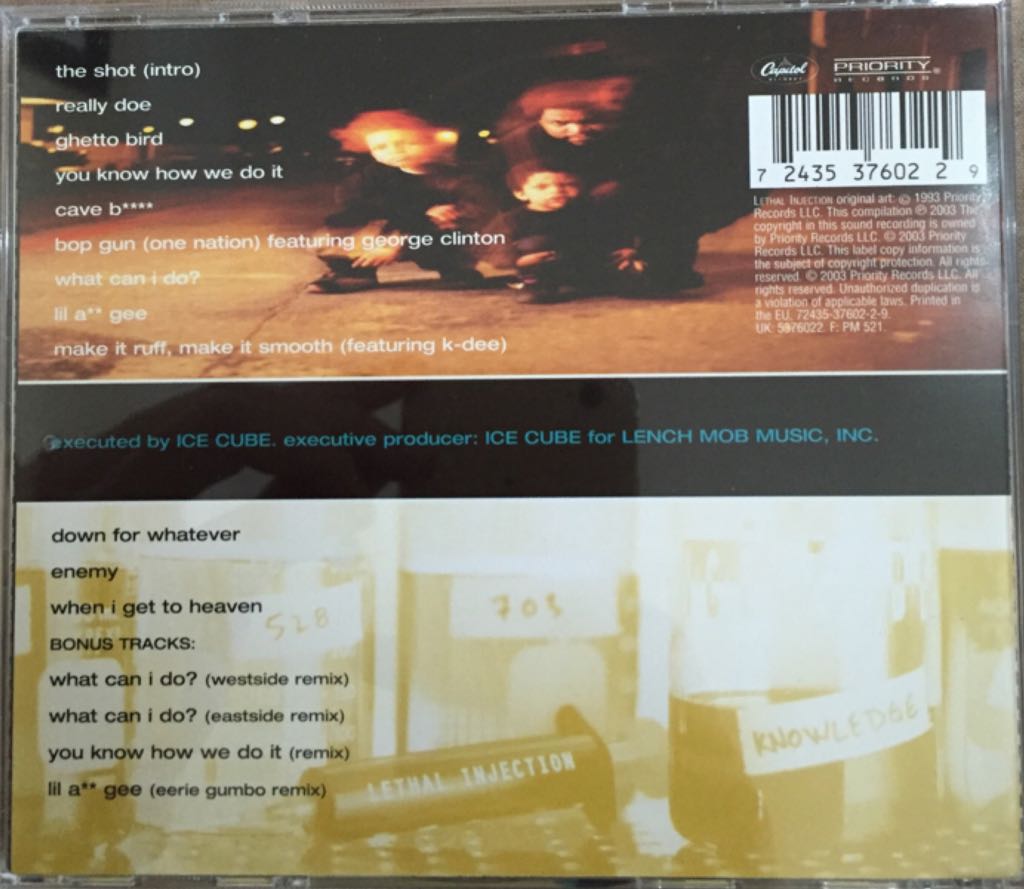 the shot (intro)
really doe
ghetto bird
you know how we do it
cave b****
bop gun (one nation) featuring george clinton
what can i do?
lil a** gee
make it ruff, make it smooth (featuring k-dee)
Capitol
RECORDS
PRIORITY
RECORDS®
7 2435 37602 2 9
LETHAL INJECTION original art: © 1993 Priority
Records LLC. This compilation ℗ 2003 The
copyright in this sound recording is owned
by Priority Records LLC. © 2003 Priority
Records LLC. This label copy information is
the subject of copyright protection. All rights
reserved. © 2003 Priority Records LLC. All
rights reserved. Unauthorized duplication is
a violation of applicable laws. Printed in
the EU. 72435-37602-2-9.
UK: 5976022. F: PM 521.
executed by ICE CUBE. executive producer: ICE CUBE for LENCH MOB MUSIC, INC.
down for whatever
enemy
when i get to heaven
BONUS TRACKS:
what can i do? (westside remix)
what can i do? (eastside remix)
you know how we do it (remix)
lil a** gee (eerie gumbo remix)
528
703
KNOWLEDGE
LETHAL INJECTION